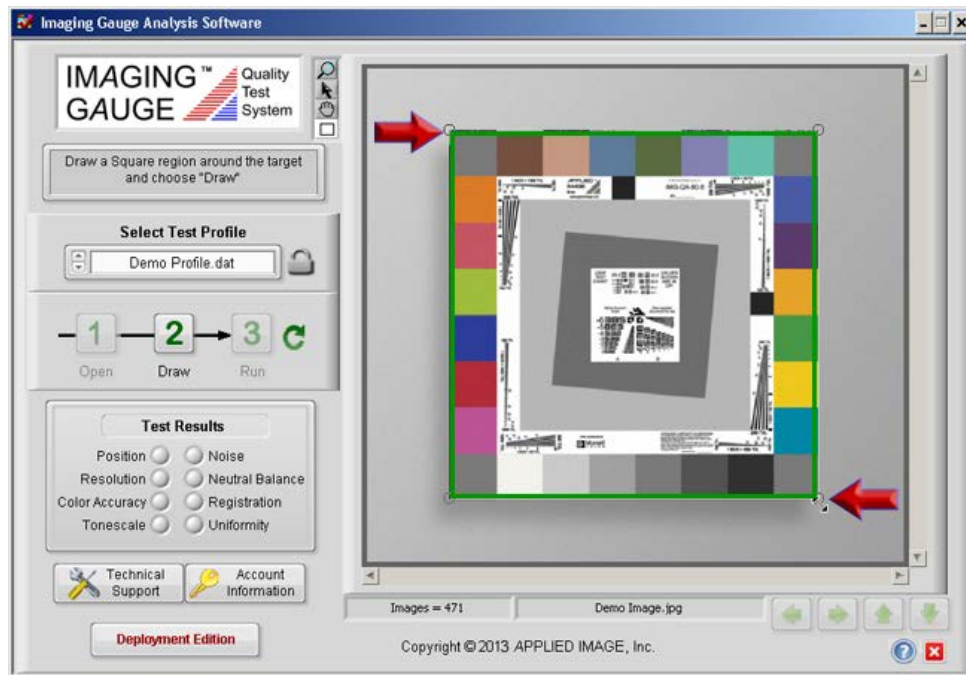 Imaging Gauge Analysis Software
IMAGING™
GAUGE
Quality
Test
System
Draw a Square region around the target
and choose "Draw"
Select Test Profile
Demo Profile.dat
1
2
3
Open
Draw
Run
Test Results
Position
Noise
Resolution
Neutral Balance
Color Accuracy
Registration
Tonescale
Uniformity
Technical
Support
Account
Information
Deployment Edition
APPLIED
IMAGE
Images = 471
Demo Image.jpg
Copyright © 2013 APPLIED IMAGE, Inc.